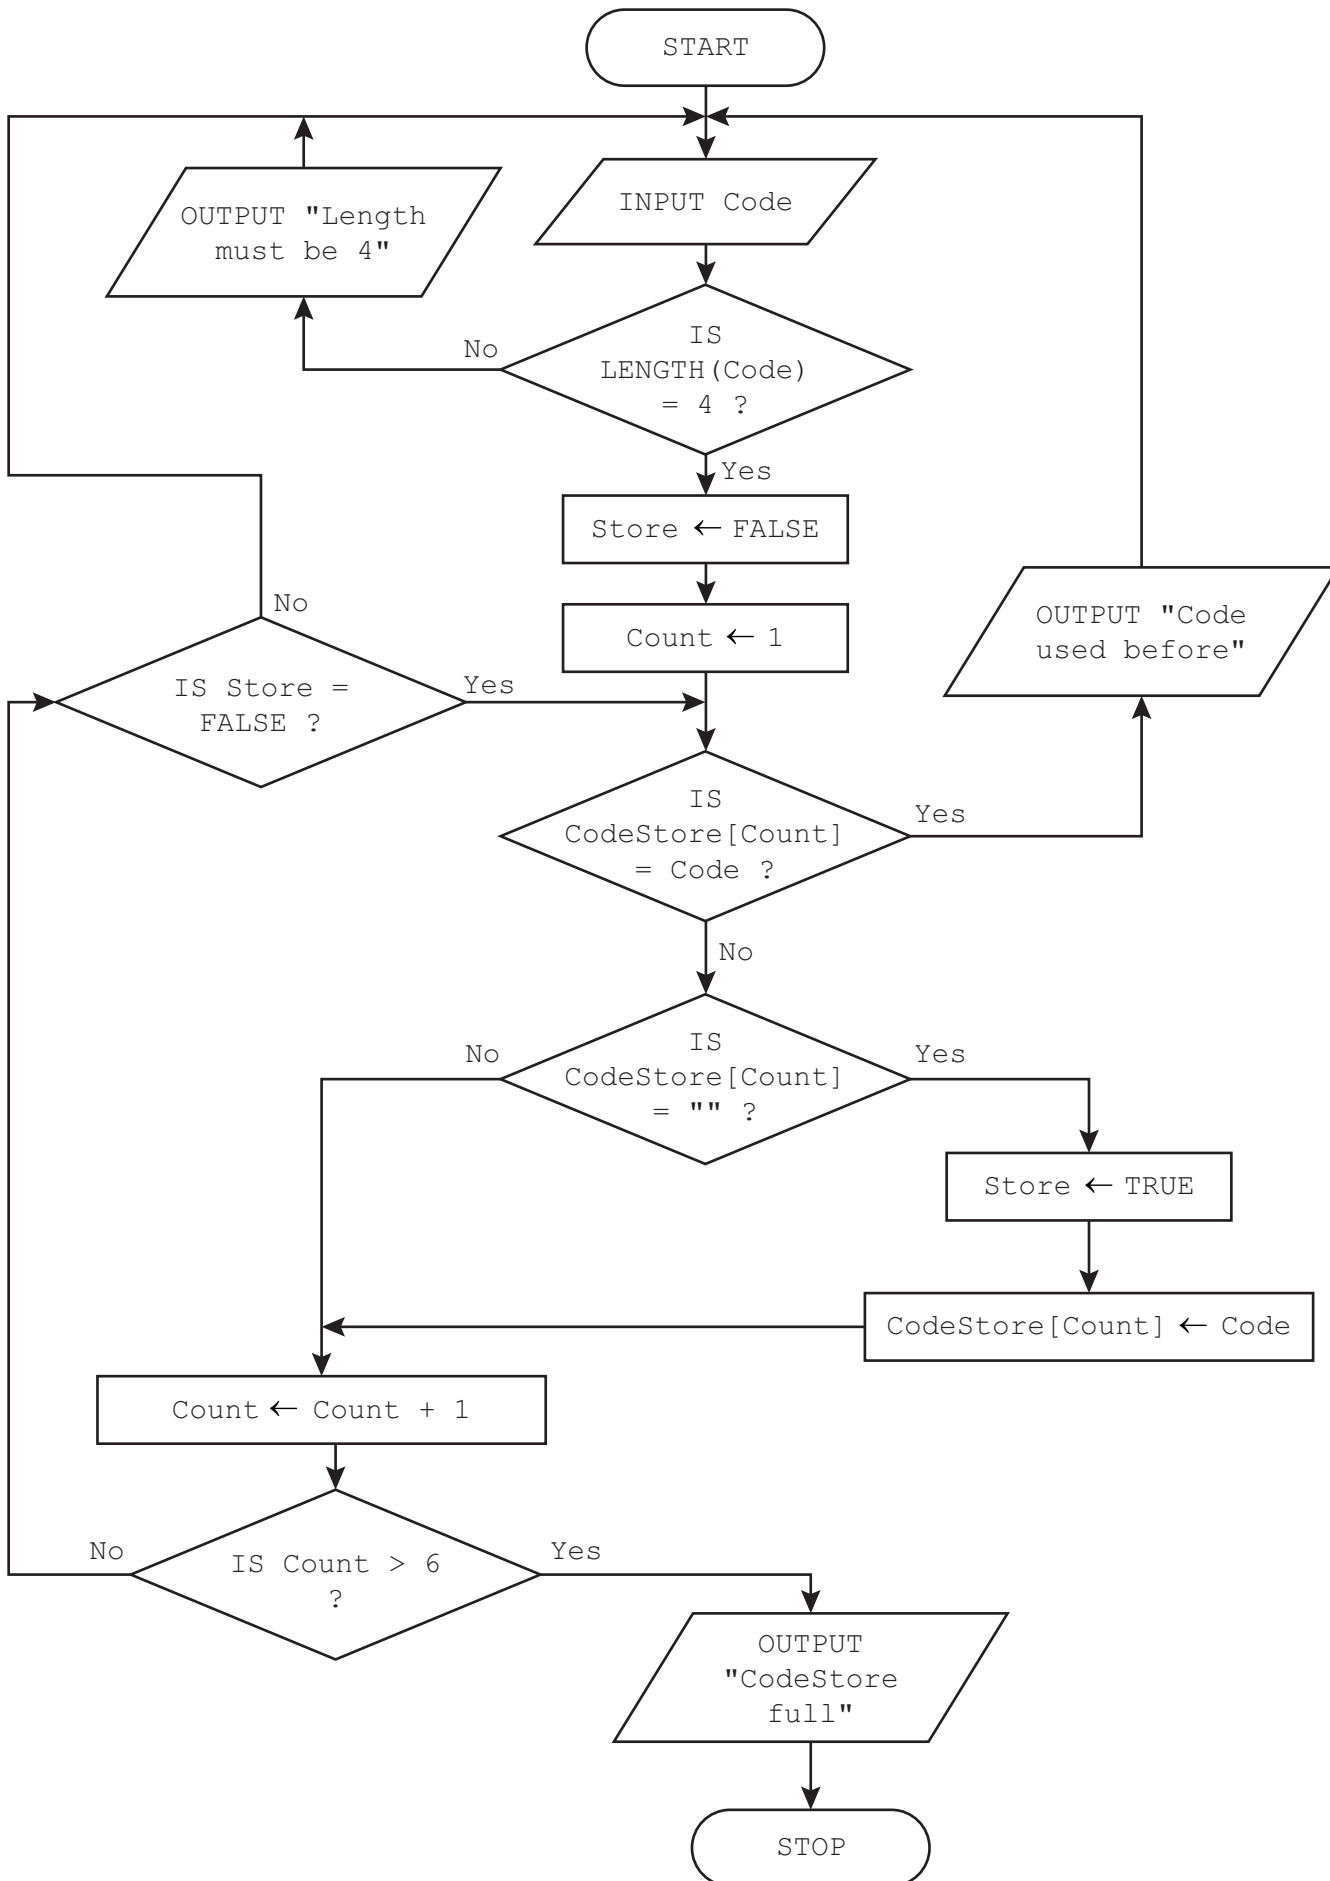 START
INPUT Code
OUTPUT "Length
must be 4"
IS
LENGTH(Code)
= 4 ?
No
Yes
Store ← FALSE
Count ← 1
No
IS Store =
FALSE ?
Yes
OUTPUT "Code
used before"
IS
CodeStore[Count]
= Code ?
Yes
No
IS
CodeStore[Count]
= "" ?
No
Yes
Store ← TRUE
CodeStore[Count] ← Code
Count ← Count + 1
IS Count > 6
?
No
Yes
OUTPUT
"CodeStore
full"
STOP